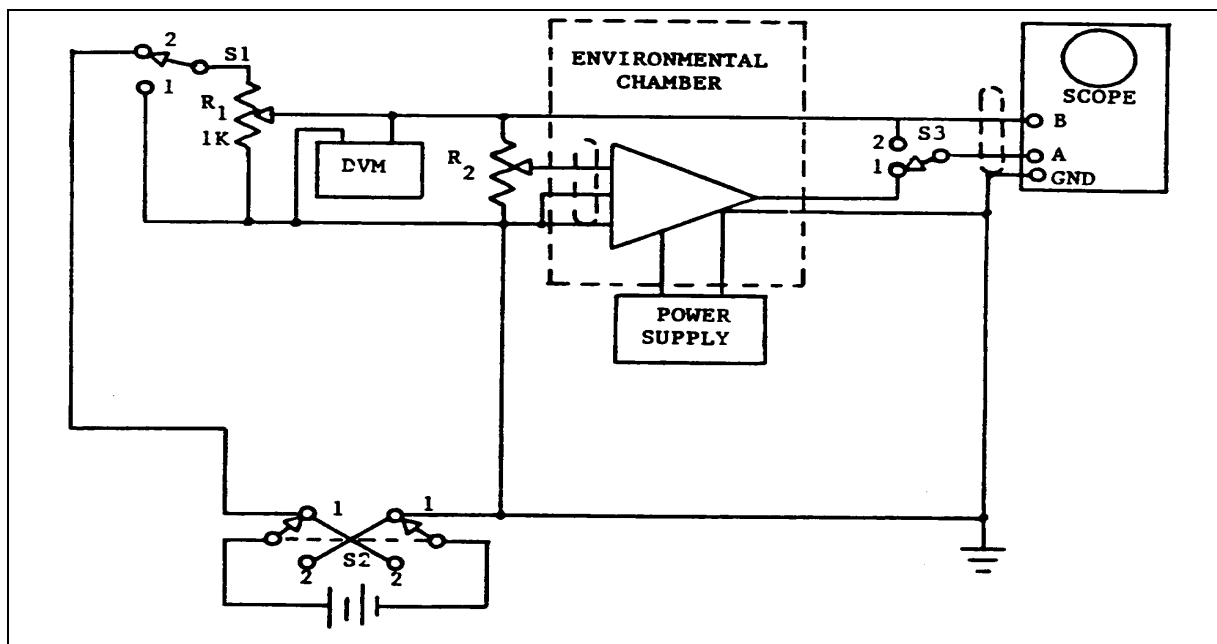 2
S1
1
R1
1K
DVM
R2
ENVIRONMENTAL
CHAMBER
POWER
SUPPLY
2
S3
1
SCOPE
B
A
GND
1
1
S2
2
2